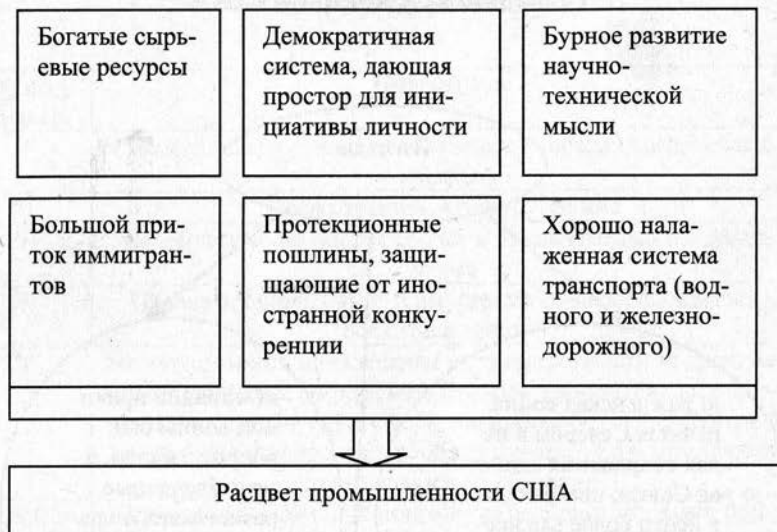 Богатые сырь-
евые ресурсы
Демократичная
система, дающая
простор для ини-
циативы личности
Бурное развитие
научно-
технической
мысли
Большой при-
ток иммигран-
тов
Протекционные
пошлины, защи-
щающие от ино-
странной конку-
ренции
Хорошо нала-
женная система
транспорта (вод-
ного и железно-
дорожного)
Расцвет промышленности США